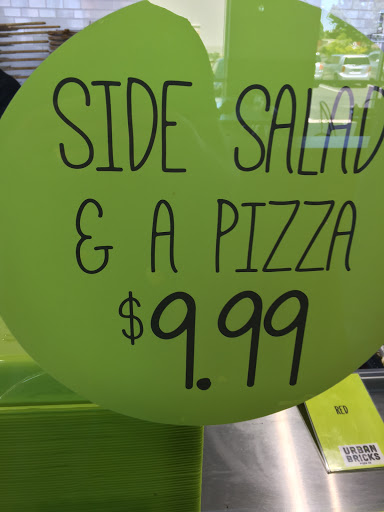 SIDE SALAD
& A PIZZA
$9.99
RED
URBAN
BRICKS